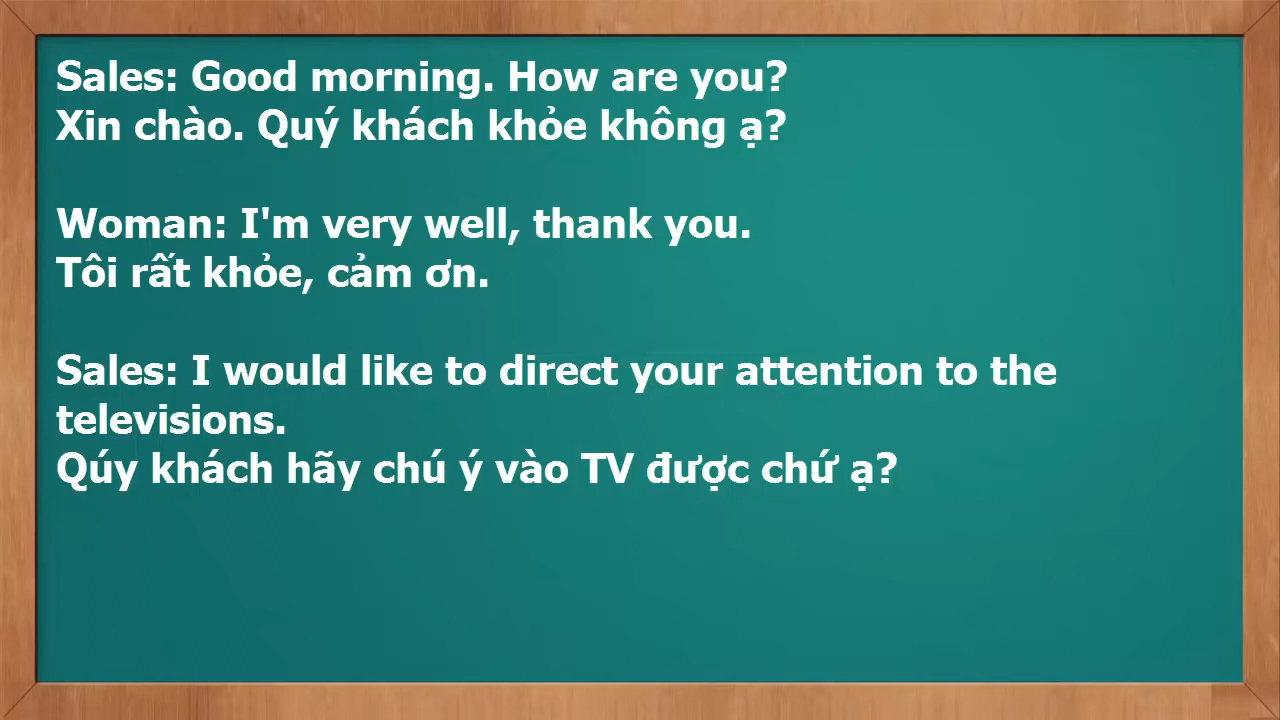 Sales: Good morning. How are you?
Xin chào. Quý khách khỏe không ạ?
Woman: I'm very well, thank you.
Tôi rất khỏe, cảm ơn.
Sales: I would like to direct your attention to the
televisions.
Qúy khách hãy chú ý vào TV được chứ ạ?